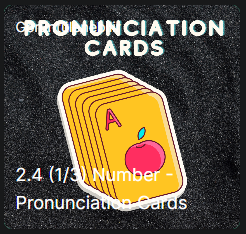 PRONUNCIATION
CARDS
A
2.4 (1/3) Number -
Pronunciation Cards